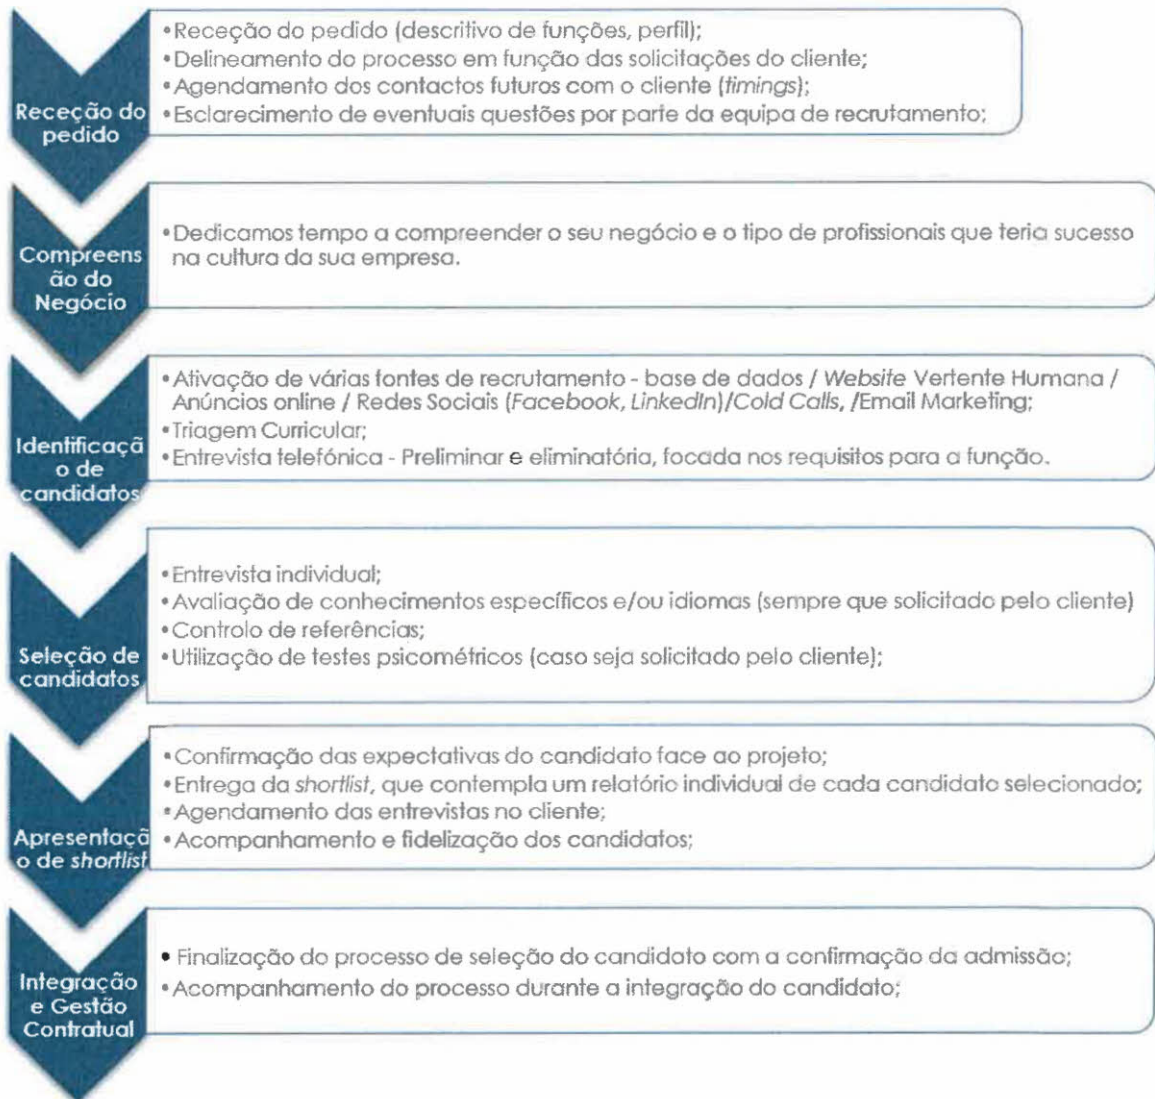 Receção do
pedido
•Receção do pedido (descritivo de funções, perfil);
•Delineamento do processo em função das solicitações do cliente;
•Agendamento dos contactos futuros com o cliente (timings);
•Esclarecimento de eventuais questões por parte da equipa de recrutamento;
Compreens
ão do
Negócio
•Dedicamos tempo a compreender o seu negócio e o tipo de profissionais que teria sucesso
na cultura da sua empresa.
Identificaçã
o de
candidatos
•Ativação de várias fontes de recrutamento - base de dados / Website Vertente Humana /
Anúncios online / Redes Sociais (Facebook, LinkedIn)/Cold Calls, /Email Marketing;
•Triagem Curricular;
•Entrevista telefónica - Preliminar e eliminatória, focada nos requisitos para a função.
Seleção de
candidatos
•Entrevista individual;
•Avaliação de conhecimentos específicos e/ou idiomas (sempre que solicitado pelo cliente)
•Controlo de referências;
•Utilização de testes psicométricos (caso seja solicitado pelo cliente);
Apresentaçã
o de shortlist
•Confirmação das expectativas do candidato face ao projeto;
•Entrega da shortlist, que contempla um relatório individual de cada candidato selecionado;
•Agendamento das entrevistas no cliente;
•Acompanhamento e fidelização dos candidatos;
Integração
e Gestão
Contratual
• Finalização do processo de seleção do candidato com a confirmação da admissão;
•Acompanhamento do processo durante a integração do candidato;